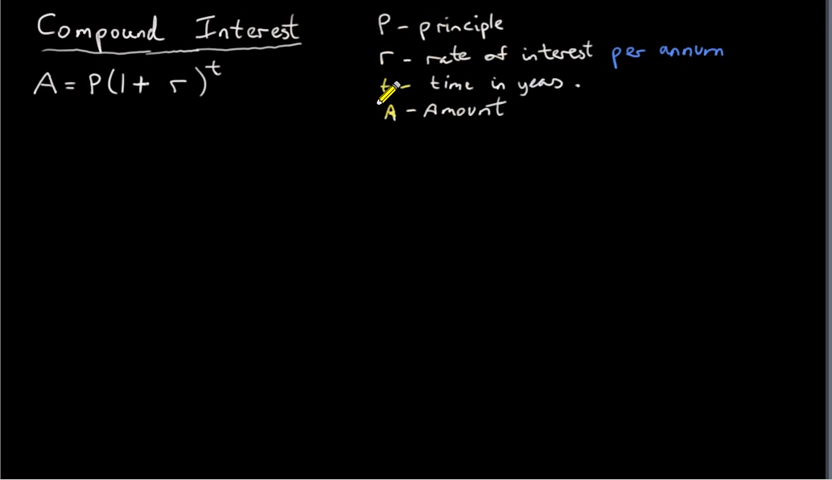 Compound Interest
A = P(1 + r)^t
P - principle
r - rate of interest per annum
t - time in years.
A - Amount